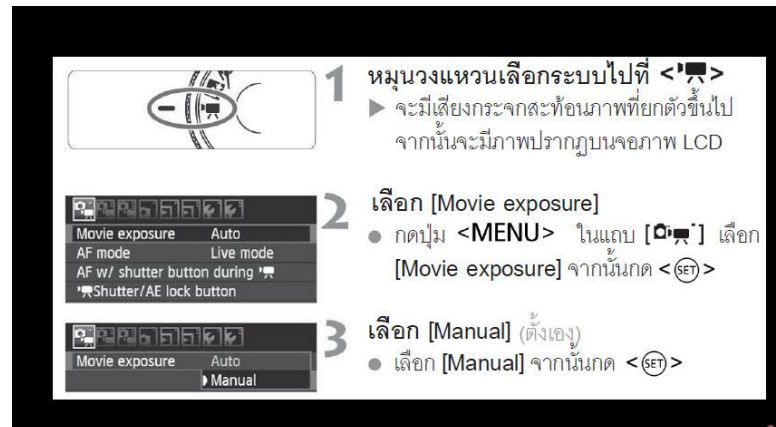 1 หมุนวงแหวนเลือกระบบไปที่ <>
▶ จะมีเสียงกระจกสะท้อนภาพที่ยกตัวขึ้นไป
จากนั้นจะมีภาพปรากฏบนจอภาพ LCD
Movie exposure Auto
AF mode Live mode
AF w/ shutter button during
Shutter/AE lock button
2 เลือก [Movie exposure]
● กดปุ่ม <MENU> ในแถบ [] เลือก
[Movie exposure] จากนั้นกด <SET>
Movie exposure Auto
▶ Manual
3 เลือก [Manual] (ตั้งเอง)
● เลือก [Manual] จากนั้นกด <SET>